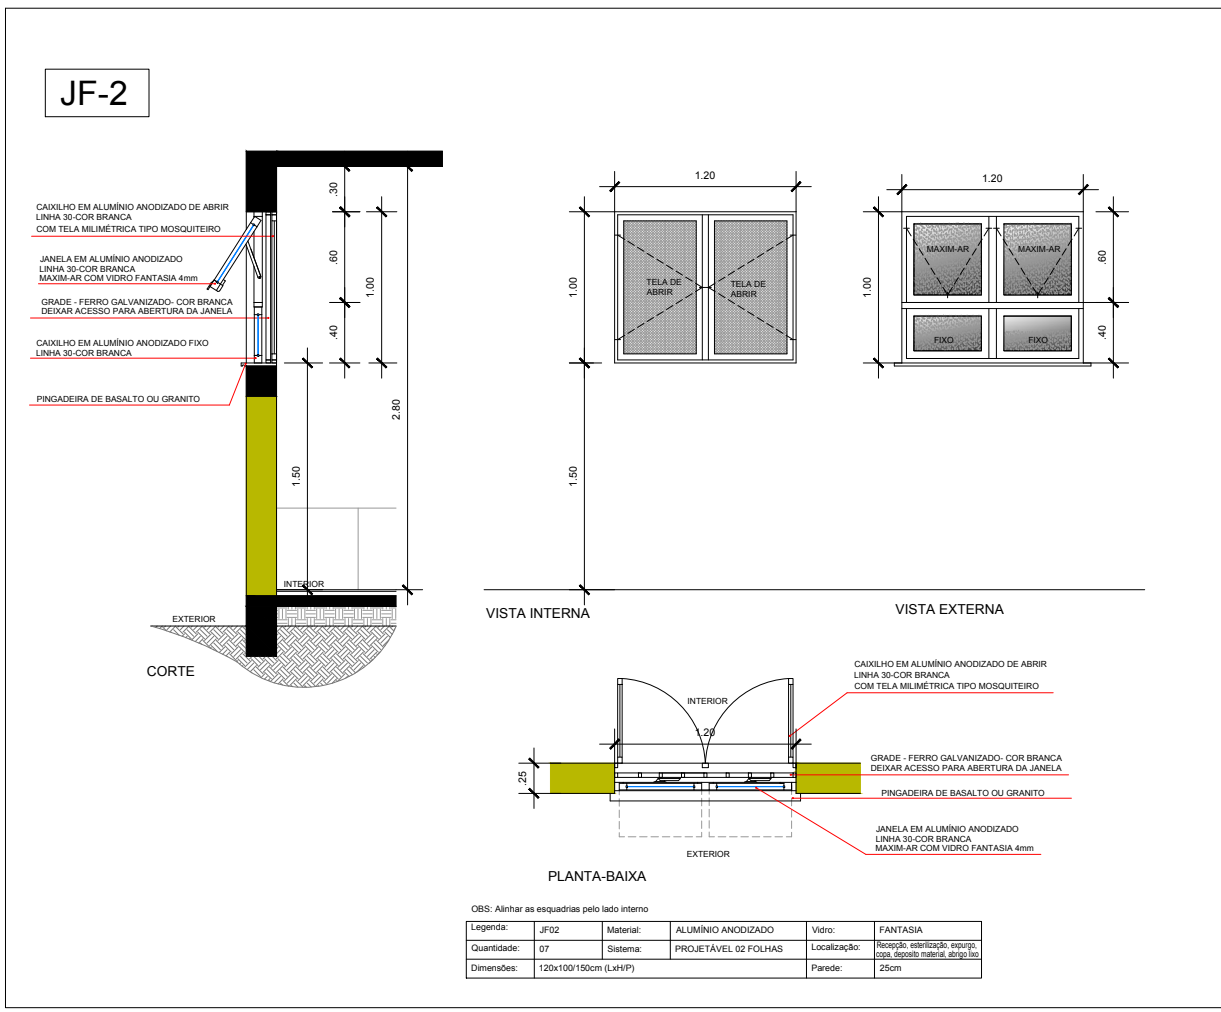 JF-2
CAIXILHO EM ALUMÍNIO ANODIZADO DE ABRIR
LINHA 30-COR BRANCA
COM TELA MILIMÉTRICA TIPO MOSQUITEIRO
JANELA EM ALUMÍNIO ANODIZADO
LINHA 30-COR BRANCA
MAXIM-AR COM VIDRO FANTASIA 4mm
GRADE - FERRO GALVANIZADO- COR BRANCA
DEIXAR ACESSO PARA ABERTURA DA JANELA
CAIXILHO EM ALUMÍNIO ANODIZADO FIXO
LINHA 30-COR BRANCA
PINGADEIRA DE BASALTO OU GRANITO
.30
.60
.40
1.00
2.80
1.50
INTERIOR
EXTERIOR
CORTE
1.20
1.00
1.50
TELA DE
ABRIR
TELA DE
ABRIR
VISTA INTERNA
1.20
1.00
.60
.40
MAXIM-AR
MAXIM-AR
FIXO
FIXO
VISTA EXTERNA
INTERIOR
1.20
.25
EXTERIOR
PLANTA-BAIXA
CAIXILHO EM ALUMÍNIO ANODIZADO DE ABRIR
LINHA 30-COR BRANCA
COM TELA MILIMÉTRICA TIPO MOSQUITEIRO
GRADE - FERRO GALVANIZADO- COR BRANCA
DEIXAR ACESSO PARA ABERTURA DA JANELA
PINGADEIRA DE BASALTO OU GRANITO
JANELA EM ALUMÍNIO ANODIZADO
LINHA 30-COR BRANCA
MAXIM-AR COM VIDRO FANTASIA 4mm
OBS: Alinhar as esquadrias pelo lado interno
Legenda: JF02 Material: ALUMÍNIO ANODIZADO Vidro: FANTASIA
Quantidade: 07 Sistema: PROJETÁVEL 02 FOLHAS Localização: Recepção, esterilização, expurgo,
copa, deposito material, abrigo lixo
Dimensões: 120x100/150cm (LxH/P) Parede: 25cm